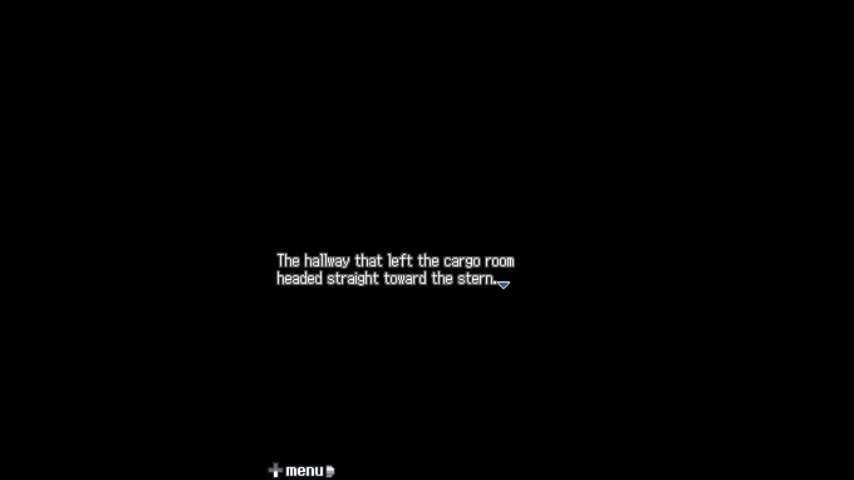 The hallway that left the cargo room
headed straight toward the stern.
menu